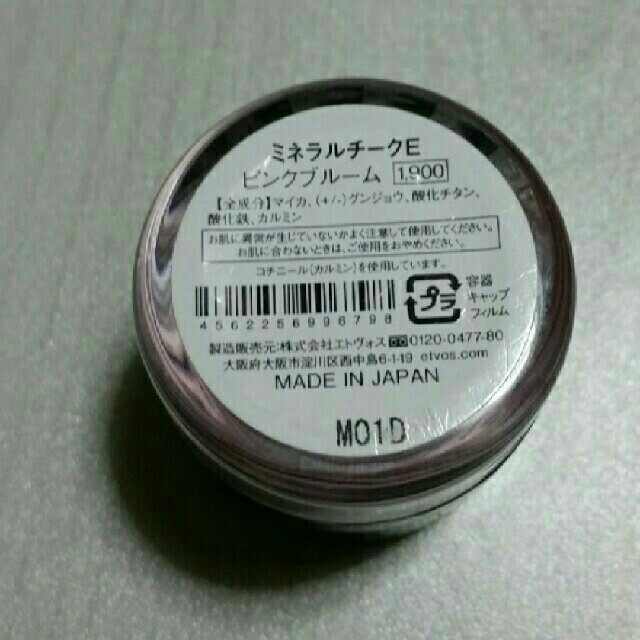 ミネラルチークE
ピンクブルーム 1,900
【全成分】マイカ、(+/-)グンジョウ、酸化チタン、
酸化鉄、カルミン
お肌に異常が生じていないかよく注意して使用してください。
お肌に合わないときは、ご使用をおやめください。
コチニール(カルミン)を使用しています。
プラ
容器
キャップ
フィルム
4562256996798
製造販売元:株式会社エトヴォス 0120-0477-80
大阪府大阪市淀川区西中島6-1-19 etvos.com
MADE IN JAPAN
M01D